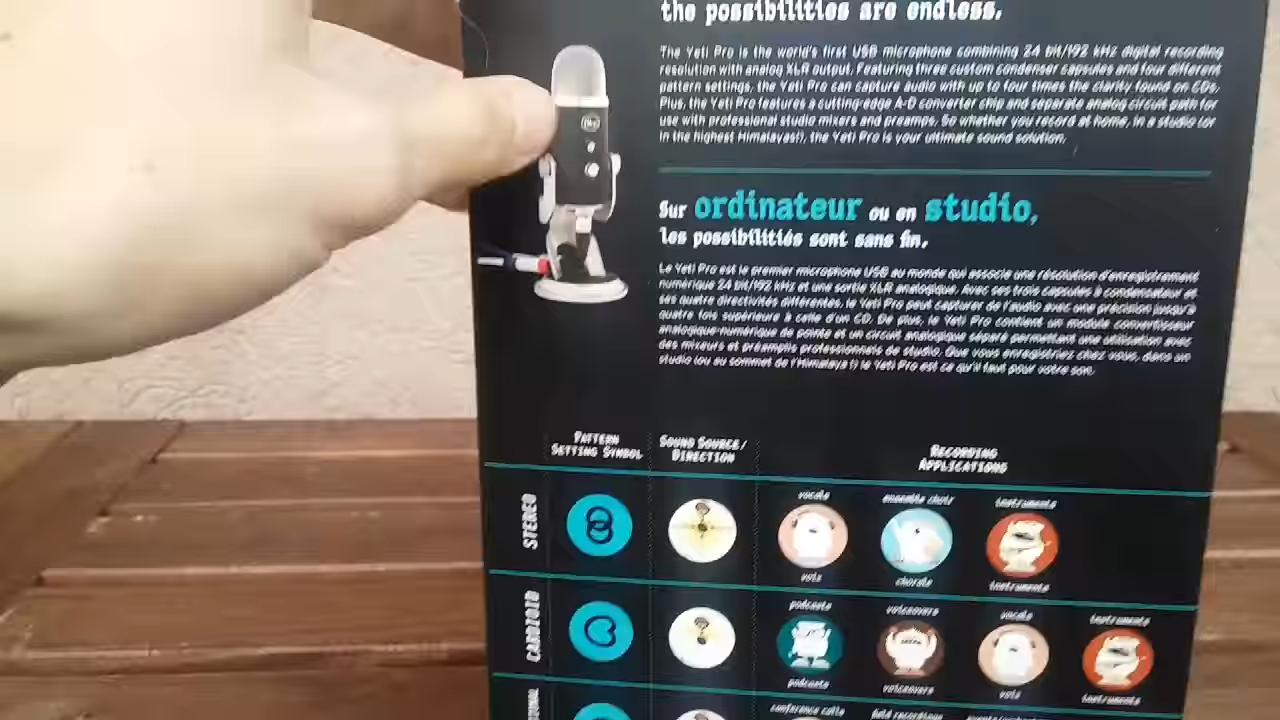 the possibilities are endless.
The Yeti Pro is the world's first USB microphone combining 24 bit/192 kHz digital recording
resolution with analog XLR output. Featuring three custom condenser capsules and four different
pattern settings, the Yeti Pro can capture audio with up to four times the clarity found on CDs.
Plus, the Yeti Pro features a cutting-edge A-D converter chip and separate analog circuit path for
use with professional studio mixers and preamps. So whether you record at home, in a studio (or
in the highest Himalayas!), the Yeti Pro is your ultimate sound solution.
Sur ordinateur ou en studio,
les possibilitiés sont sans fin.
Le Yeti Pro est le premier microphone USB au monde qui associe une résolution d'enregistrement
numérique 24 bit/192 kHz et une sortie XLR analogique. Avec ses trois capsules à condensateur et
ses quatre directivités différentes, le Yeti Pro peut capturer de l'audio avec une précision jusqu'à
quatre fois supérieure à celle d'un CD. De plus, le Yeti Pro contient un module convertisseur
analogique-numérique de pointe et un circuit analogique séparé permettant une utilisation avec
des mixeurs et préamplis professionnels de studio. Que vous enregistriez chez vous, dans un
studio (ou au sommet de l'Himalaya !) le Yeti Pro est ce qu'il faut pour votre son.
PATTERN
SETTING SYMBOL
SOUND SOURCE/
DIRECTION
RECORDING
APPLICATIONS
STEREO
vocals
ensemble choir
instruments
voix
chorale
instruments
CARDIOID
podcasts
voiceovers
vocals
instruments
podcasts
voiceovers
voix
instruments
conference calls
field recordings